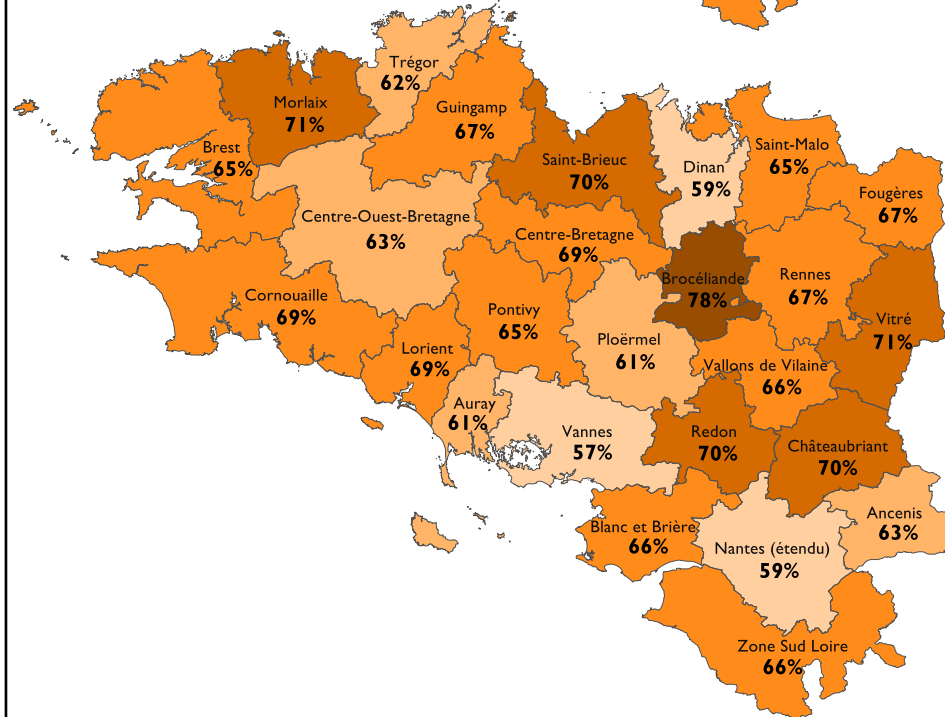 Trégor
62%
Morlaix
71%
Guingamp
67%
Brest
65%
Saint-Brieuc
70%
Dinan
59%
Saint-Malo
65%
Fougères
67%
Centre-Ouest-Bretagne
63%
Centre-Bretagne
69%
Brocéliande
78%
Rennes
67%
Cornouaille
69%
Pontivy
65%
Vitré
71%
Lorient
69%
Ploërmel
61%
Vallons de Vilaine
66%
Auray
61%
Vannes
57%
Redon
70%
Châteaubriant
70%
Blanc et Brière
66%
Nantes (étendu)
59%
Ancenis
63%
Zone Sud Loire
66%